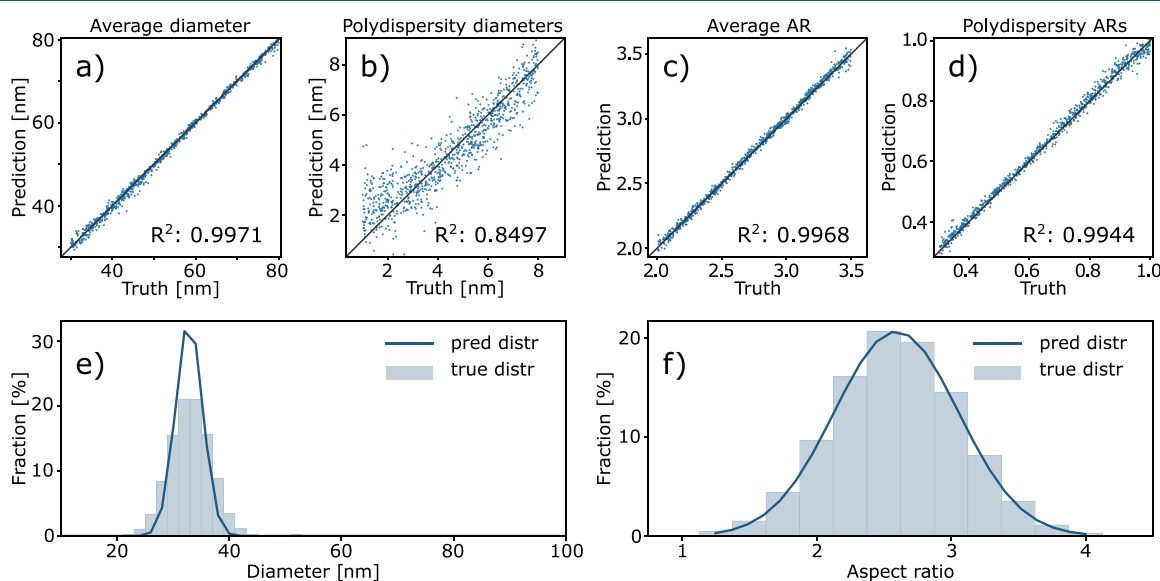 Average diameter
a)
Prediction [nm]
80
60
40
40
60
80
Truth [nm]
R²: 0.9971
Polydispersity diameters
b)
Prediction [nm]
8
6
4
2
2
4
6
8
Truth [nm]
R²: 0.8497
Average AR
c)
Prediction
3.5
3.0
2.5
2.0
2.0
2.5
3.0
3.5
Truth
R²: 0.9968
Polydispersity ARs
d)
Prediction
1.0
0.8
0.6
0.4
0.4
0.6
0.8
1.0
Truth
R²: 0.9944
e)
Fraction [%]
30
20
10
0
20
40
60
80
100
Diameter [nm]
pred distr
true distr
f)
Fraction [%]
20
10
0
1
2
3
4
Aspect ratio
pred distr
true distr